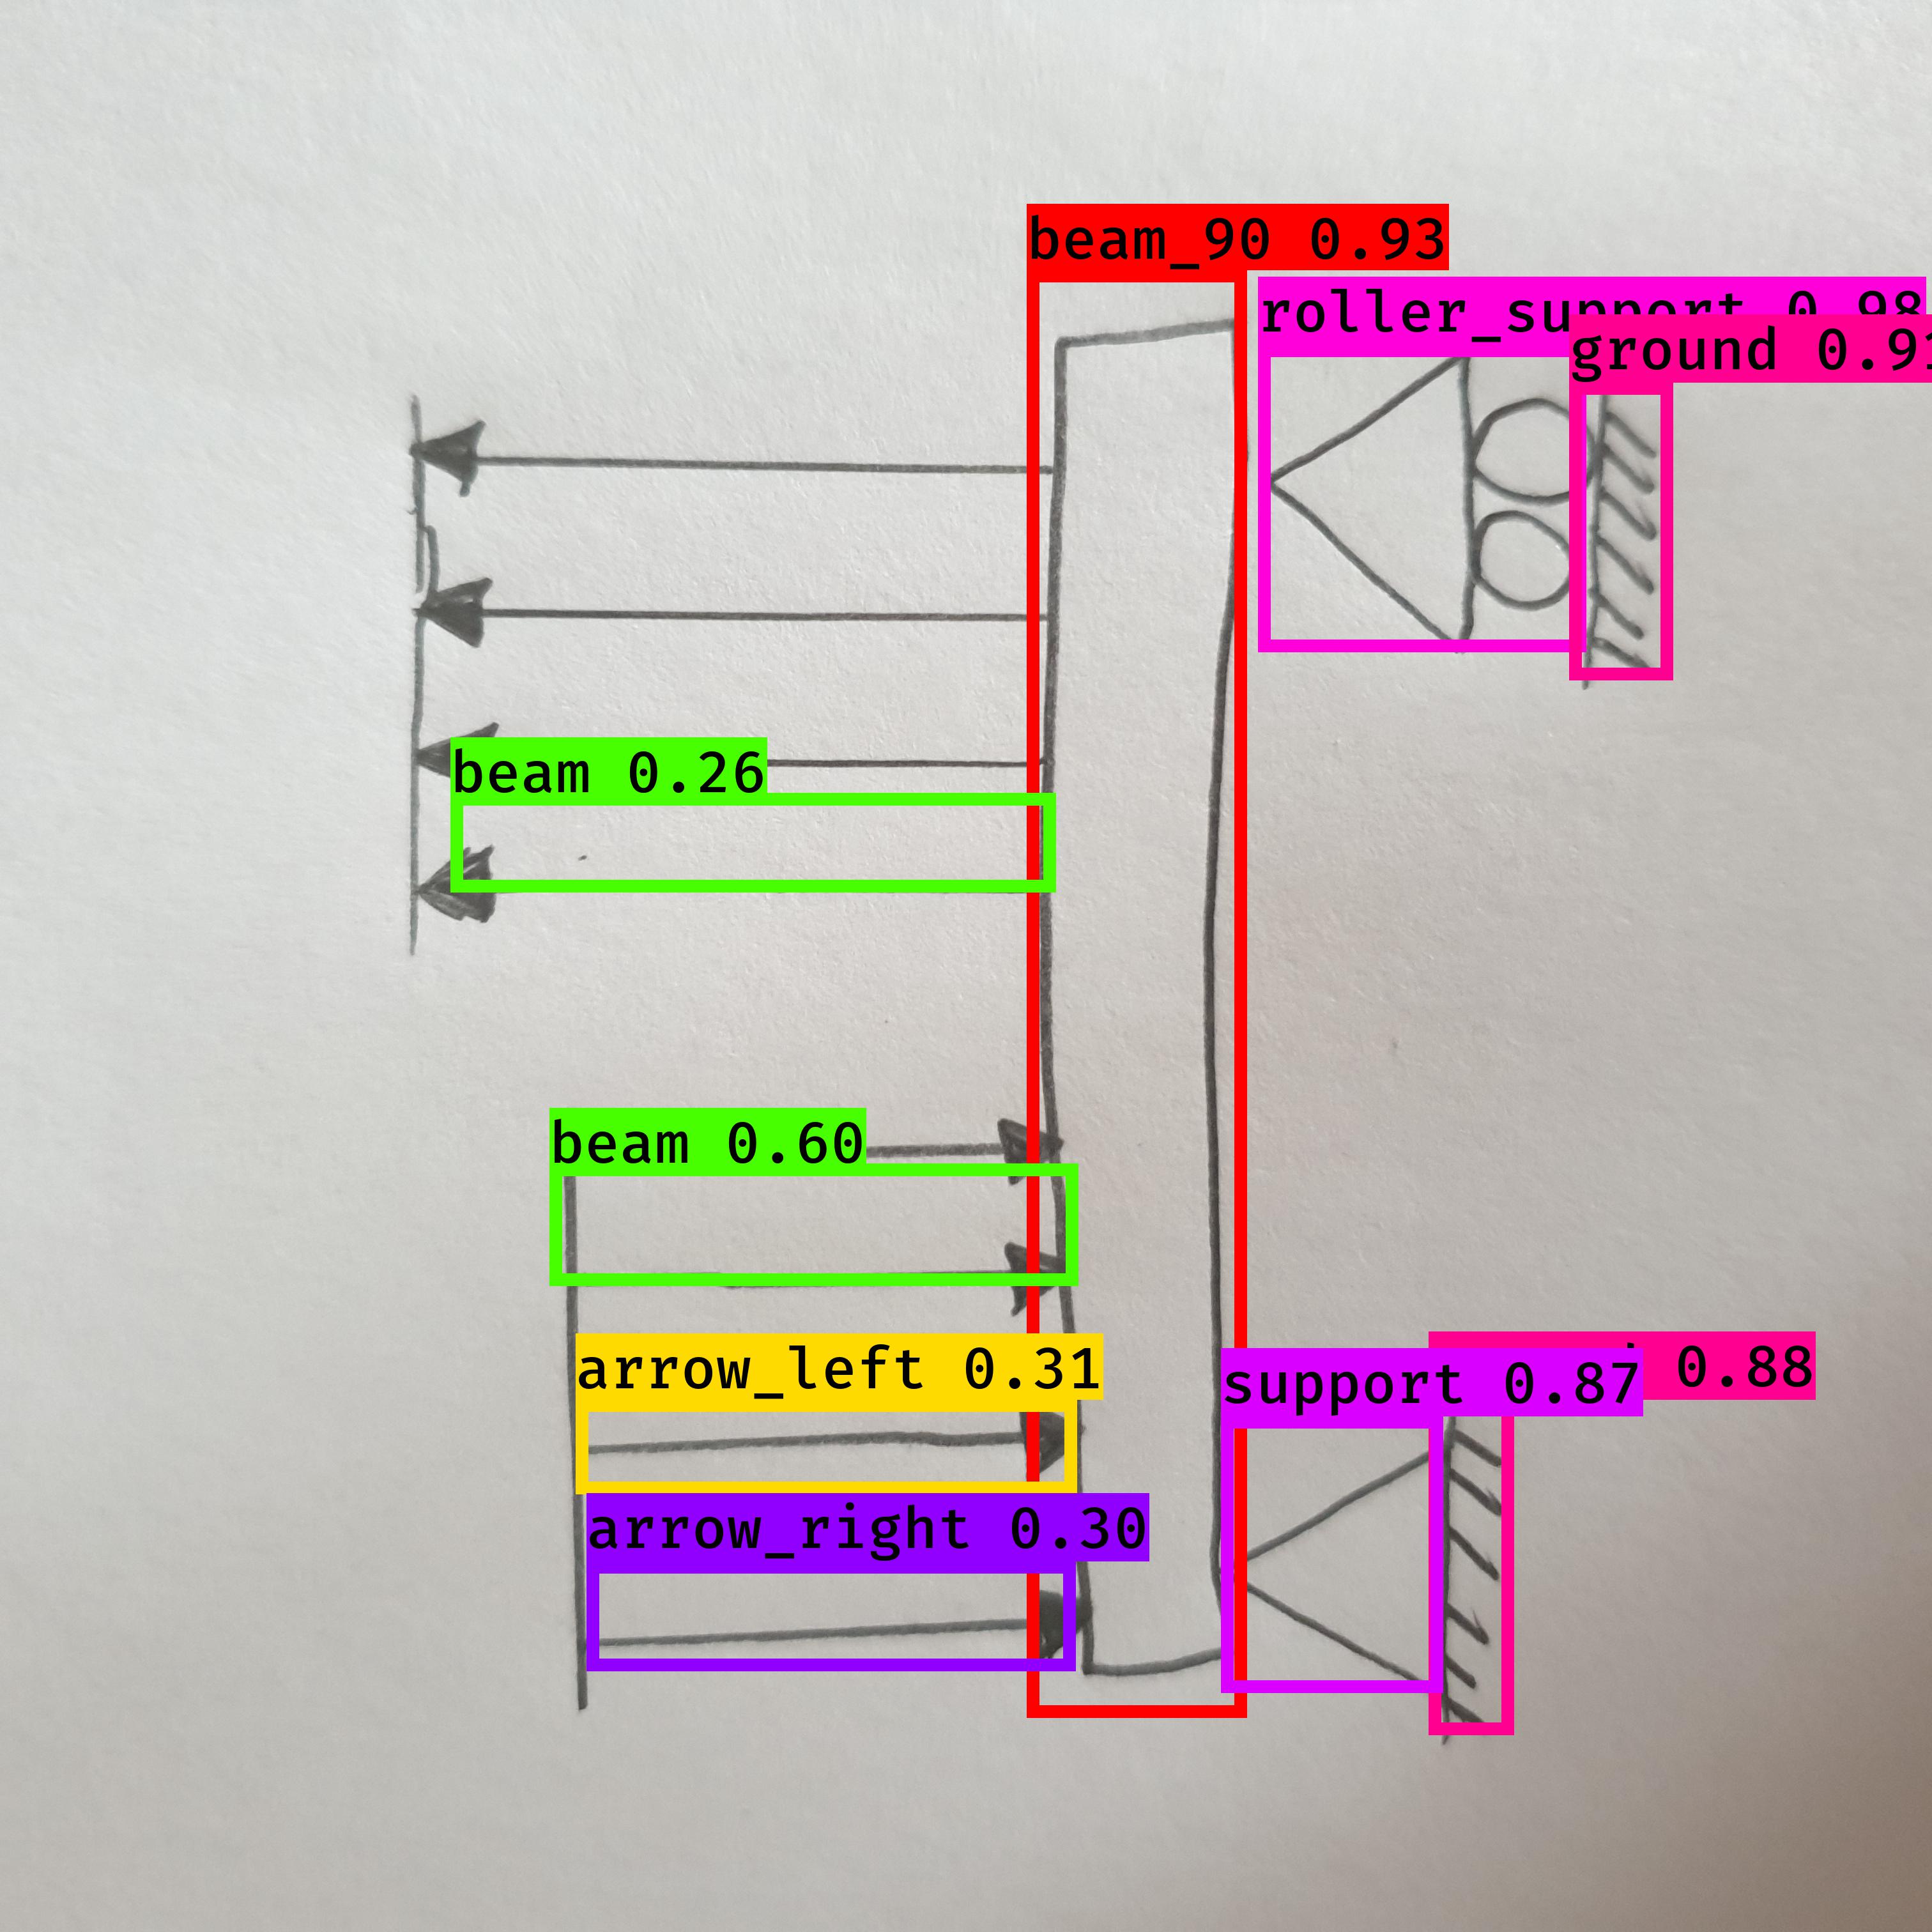 beam_90 0.93
roller_support 0.98
ground 0.91
beam 0.26
beam 0.60
arrow_left 0.31
0.88
support 0.87
arrow_right 0.30